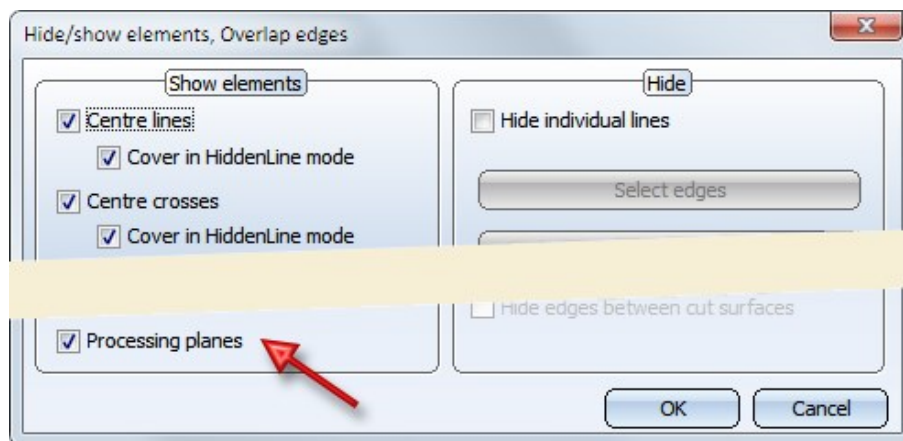 Hide/show elements, Overlap edges
Show elements
Centre lines
Cover in HiddenLine mode
Centre crosses
Cover in HiddenLine mode
Processing planes
Hide
Hide individual lines
Select edges
Hide edges between cut surfaces
OK
Cancel